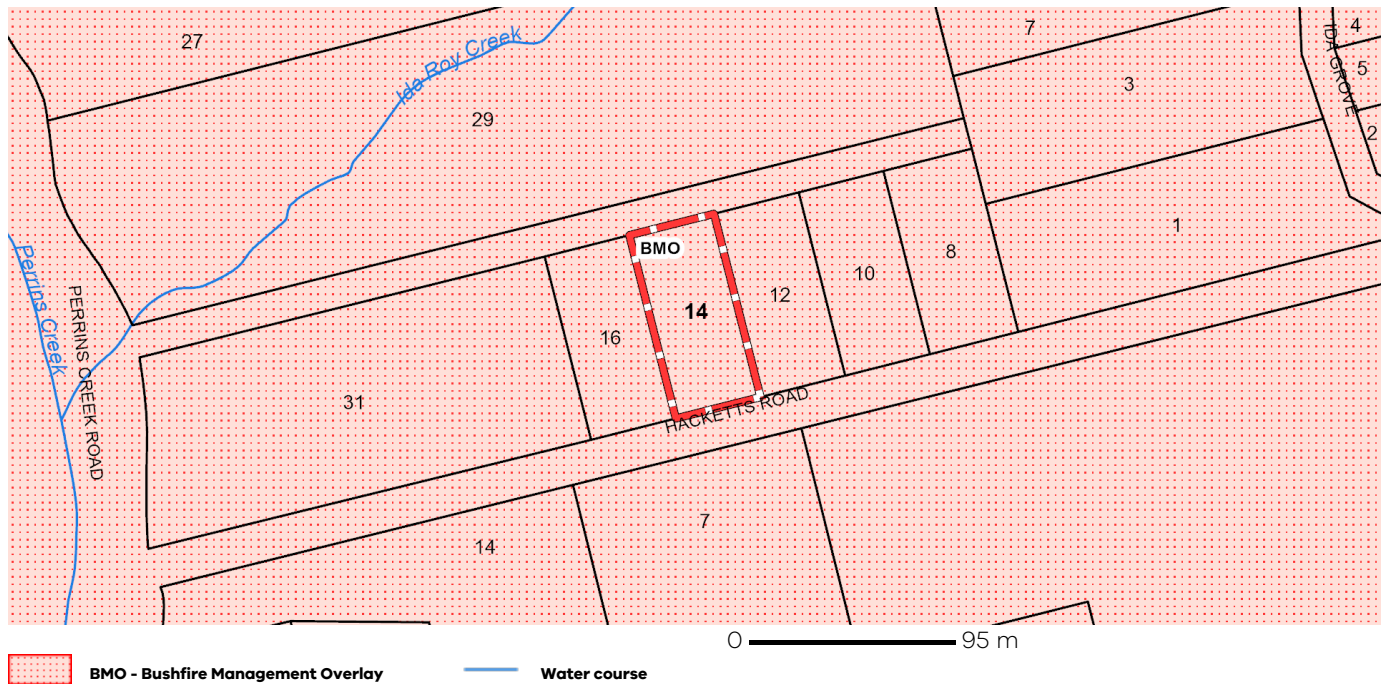 27
Ida Roy Creek
7
IDA GROVE
4
5
3
2
29
1
BMO
8
10
12
14
16
Perrins Creek
PERRINS CREEK ROAD
31
HACKETTS ROAD
7
14
0 95 m
BMO - Bushfire Management Overlay Water course